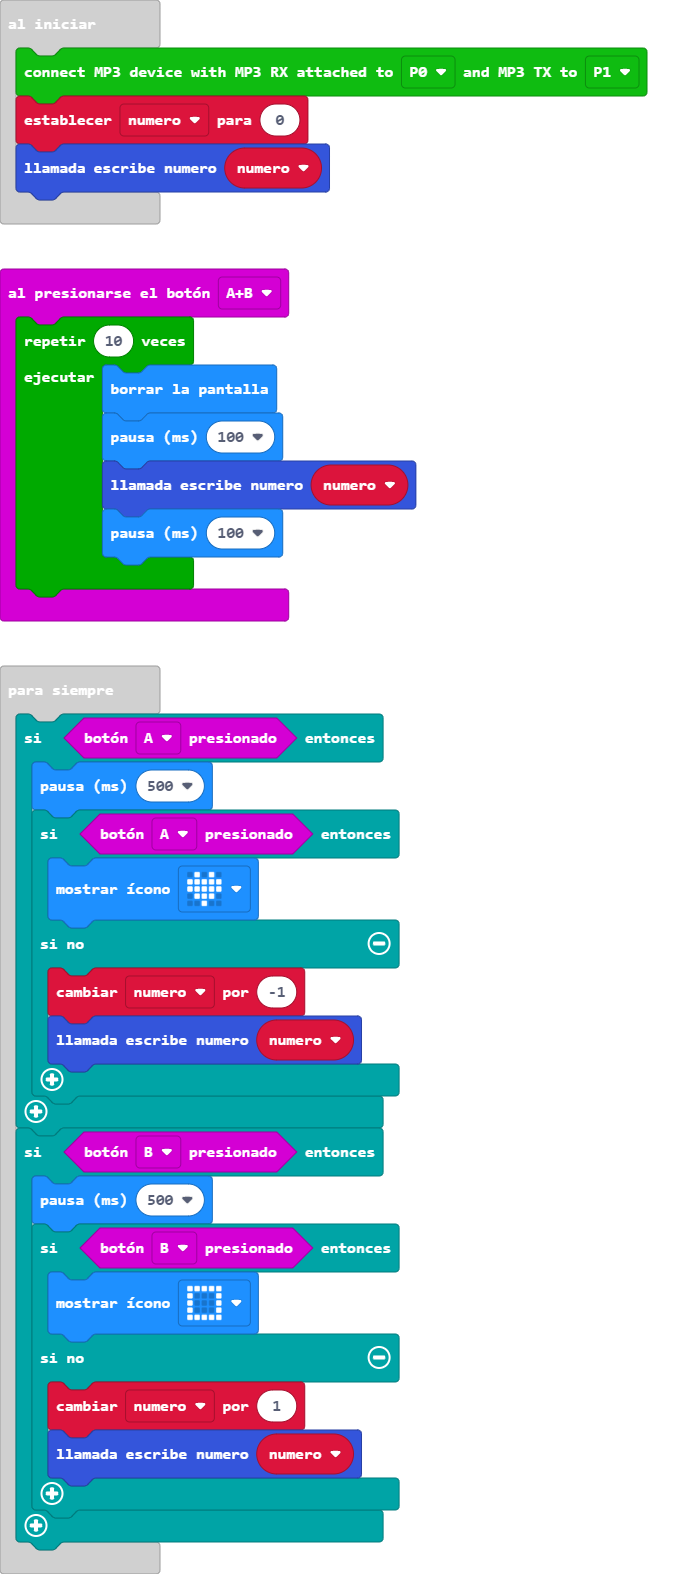 al iniciar
connect MP3 device with MP3 RX attached to P0 and MP3 TX to P1
establecer numero para 0
llamada escribe numero numero
al presionarse el botón A+B
repetir 10 veces
ejecutar
borrar la pantalla
pausa (ms) 100
llamada escribe numero numero
pausa (ms) 100
para siempre
si botón A presionado entonces
pausa (ms) 500
si botón A presionado entonces
mostrar ícono
si no
cambiar numero por -1
llamada escribe numero numero
si botón B presionado entonces
pausa (ms) 500
si botón B presionado entonces
mostrar ícono
si no
cambiar numero por 1
llamada escribe numero numero